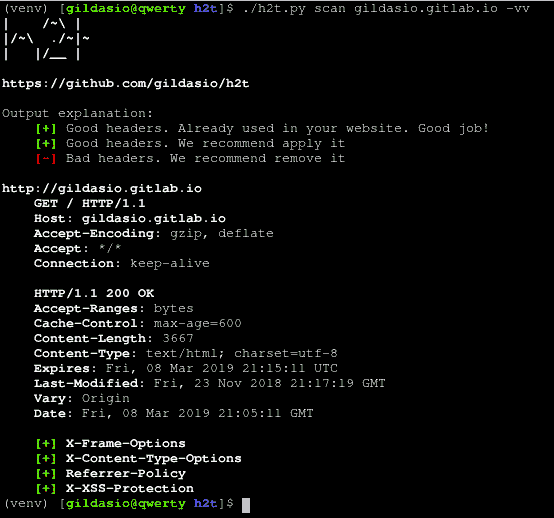 (venv) [gildasio@qwerty h2t]$ ./h2t.py scan gildasio.gitlab.io -vv
|    /~\ |
|/~\  ./~|~
|   |/__ |
https://github.com/gildasio/h2t
Output explanation:
[+] Good headers. Already used in your website. Good job!
[+] Good headers. We recommend apply it
[-] Bad headers. We recommend remove it
http://gildasio.gitlab.io
GET / HTTP/1.1
Host: gildasio.gitlab.io
Accept-Encoding: gzip, deflate
Accept: */*
Connection: keep-alive
HTTP/1.1 200 OK
Accept-Ranges: bytes
Cache-Control: max-age=600
Content-Length: 3667
Content-Type: text/html; charset=utf-8
Expires: Fri, 08 Mar 2019 21:15:11 UTC
Last-Modified: Fri, 23 Nov 2018 21:17:19 GMT
Vary: Origin
Date: Fri, 08 Mar 2019 21:05:11 GMT
[+] X-Frame-Options
[+] X-Content-Type-Options
[+] Referrer-Policy
[+] X-XSS-Protection
(venv) [gildasio@qwerty h2t]$